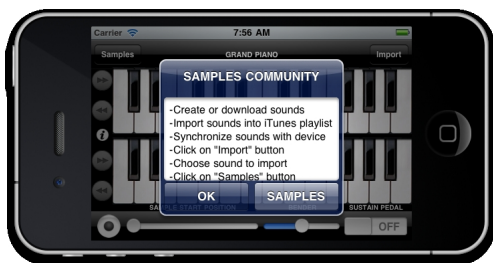 Carrier 7:56 AM
Samples GRAND PIANO Import
SAMPLES COMMUNITY
-Create or download sounds
-Import sounds into iTunes playlist
-Synchronize sounds with device
-Click on "Import" button
-Choose sound to import
-Click on "Samples" button
OK SAMPLES
SAMPLE START POSITION SUSTAIN PEDAL
OFF